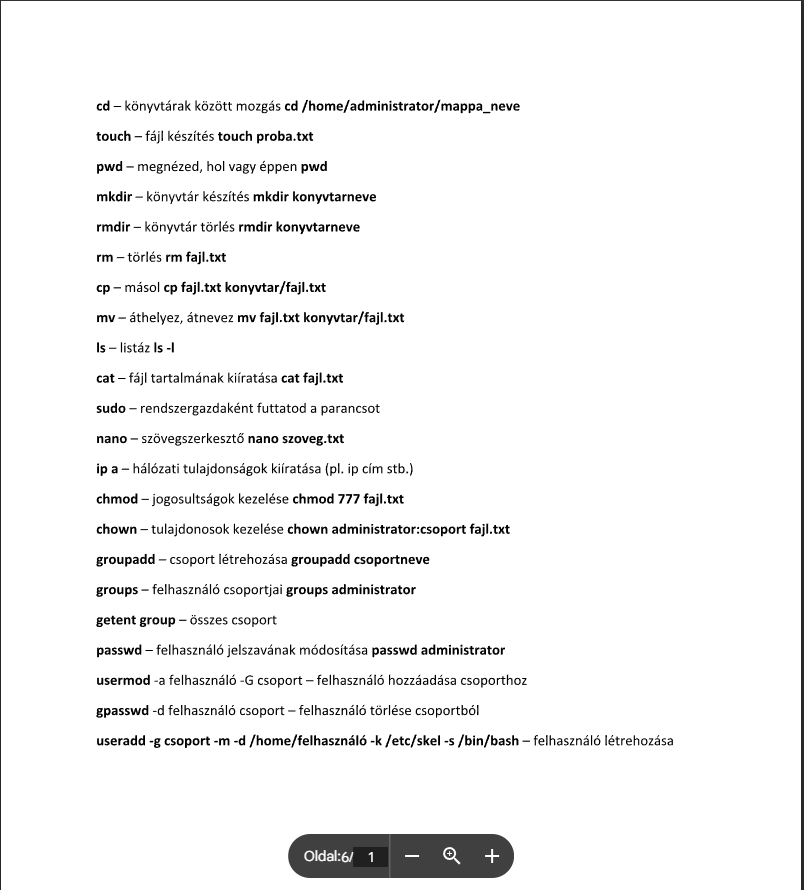 cd – könyvtárak között mozgás cd /home/administrator/mappa_neve
touch – fájl készítés touch proba.txt
pwd – megnézed, hol vagy éppen pwd
mkdir – könyvtár készítés mkdir konyvtarneve
rmdir – könyvtár törlés rmdir konyvtarneve
rm – törlés rm fajl.txt
cp – másol cp fajl.txt konyvtar/fajl.txt
mv – áthelyez, átnevez mv fajl.txt konyvtar/fajl.txt
ls – listáz ls -l
cat – fájl tartalmának kiíratása cat fajl.txt
sudo – rendszergazdaként futtatod a parancsot
nano – szövegszerkesztő nano szoveg.txt
ip a – hálózati tulajdonságok kiíratása (pl. ip cím stb.)
chmod – jogosultságok kezelése chmod 777 fajl.txt
chown – tulajdonosok kezelése chown administrator:csoport fajl.txt
groupadd – csoport létrehozása groupadd csoportneve
groups – felhasználó csoportjai groups administrator
getent group – összes csoport
passwd – felhasználó jelszavának módosítása passwd administrator
usermod -a felhasználó -G csoport – felhasználó hozzáadása csoporthoz
gpasswd -d felhasználó csoport – felhasználó törlése csoportból
useradd -g csoport -m -d /home/felhasználó -k /etc/skel -s /bin/bash – felhasználó létrehozása
Oldal:6/ 1